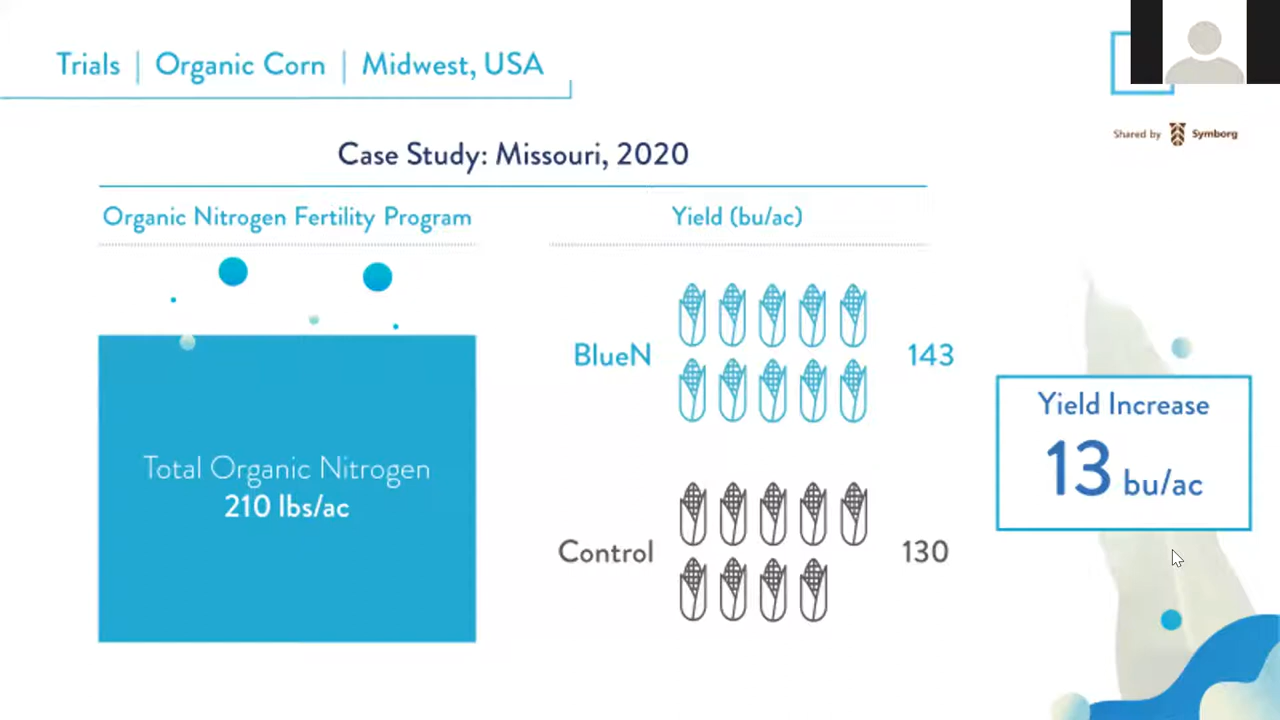 Trials | Organic Corn | Midwest, USA
Shared by Symborg
Case Study: Missouri, 2020
Organic Nitrogen Fertility Program
Yield (bu/ac)
Total Organic Nitrogen
210 lbs/ac
BlueN
143
Control
130
Yield Increase
13 bu/ac